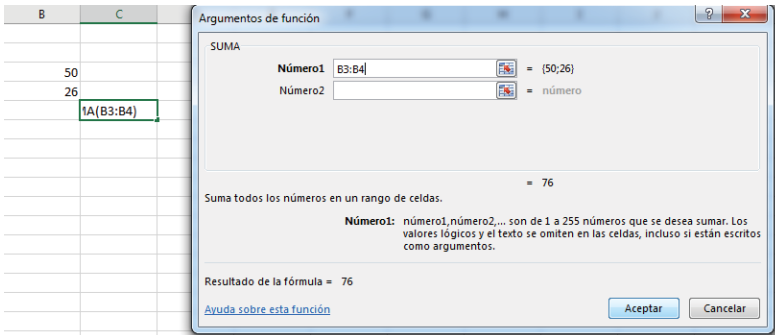 B C
50
26
1A(B3:B4)
Argumentos de función
SUMA
Número1 B3:B4 = {50;26}
Número2 = número
= 76
Suma todos los números en un rango de celdas.
Número1: número1,número2,... son de 1 a 255 números que se desea sumar. Los
valores lógicos y el texto se omiten en las celdas, incluso si están escritos
como argumentos.
Resultado de la fórmula = 76
Ayuda sobre esta función
Aceptar Cancelar